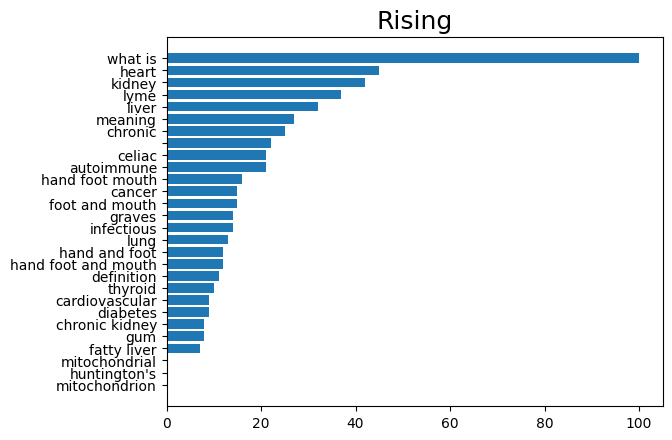 Rising
what is
heart
kidney
lyme
liver
meaning
chronic
celiac
autoimmune
hand foot mouth
cancer
foot and mouth
graves
infectious
lung
hand and foot
hand foot and mouth
definition
thyroid
cardiovascular
diabetes
chronic kidney
gum
fatty liver
mitochondrial
huntington's
mitochondrion
0 20 40 60 80 100